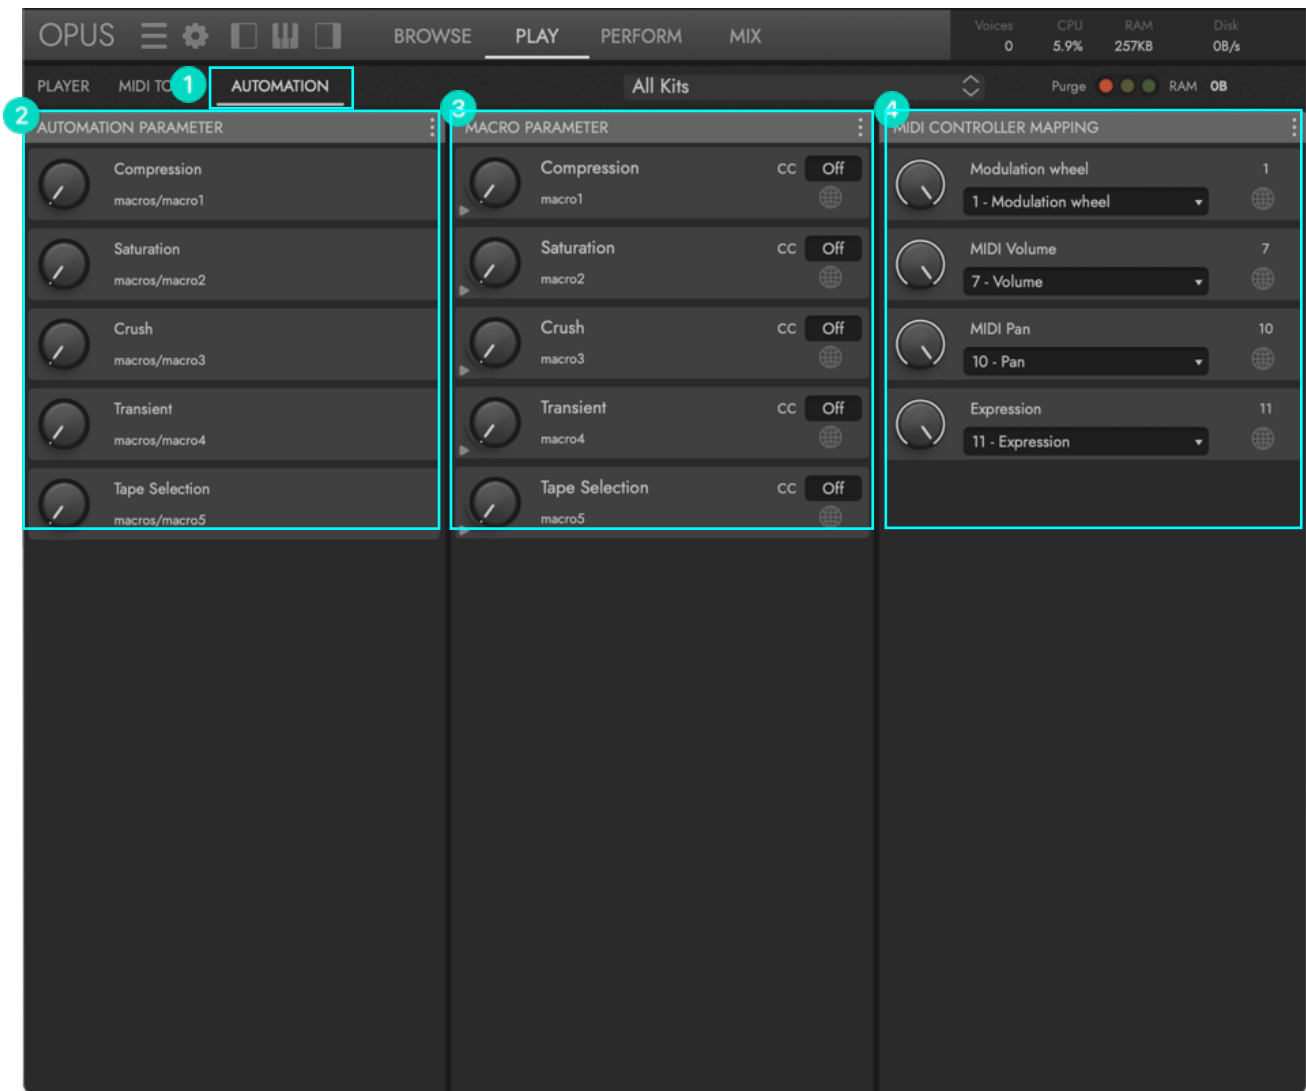 OPUS BROWSE PLAY PERFORM MIX
Voices CPU RAM Disk
0 5.9% 257KB 0B/s
PLAYER MIDI 1 AUTOMATION All Kits Purge RAM 0B
2 3 4
AUTOMATION PARAMETER
Compression
macros/macro1
Saturation
macros/macro2
Crush
macros/macro3
Transient
macros/macro4
Tape Selection
macros/macro5
MACRO PARAMETER
Compression CC Off
macro1
Saturation CC Off
macro2
Crush CC Off
macro3
Transient CC Off
macro4
Tape Selection CC Off
macro5
MIDI CONTROLLER MAPPING
Modulation wheel 1
1 - Modulation wheel
MIDI Volume 7
7 - Volume
MIDI Pan 10
10 - Pan
Expression 11
11 - Expression